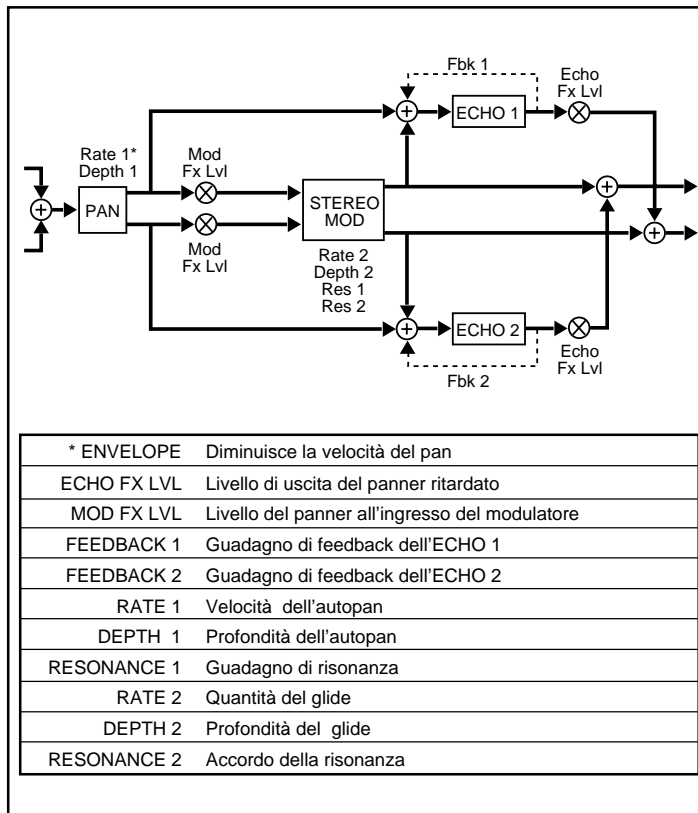 Fbk 1
Echo
Fx Lvl
ECHO 1
Rate 1*
Depth 1
Mod
Fx Lvl
PAN
STEREO
MOD
Mod
Fx Lvl
Rate 2
Depth 2
Res 1
Res 2
ECHO 2
Echo
Fx Lvl
Fbk 2
* ENVELOPE Diminuisce la velocità del pan
ECHO FX LVL Livello di uscita del panner ritardato
MOD FX LVL Livello del panner all'ingresso del modulatore
FEEDBACK 1 Guadagno di feedback dell'ECHO 1
FEEDBACK 2 Guadagno di feedback dell'ECHO 2
RATE 1 Velocità dell'autopan
DEPTH 1 Profondità dell'autopan
RESONANCE 1 Guadagno di risonanza
RATE 2 Quantità del glide
DEPTH 2 Profondità del glide
RESONANCE 2 Accordo della risonanza